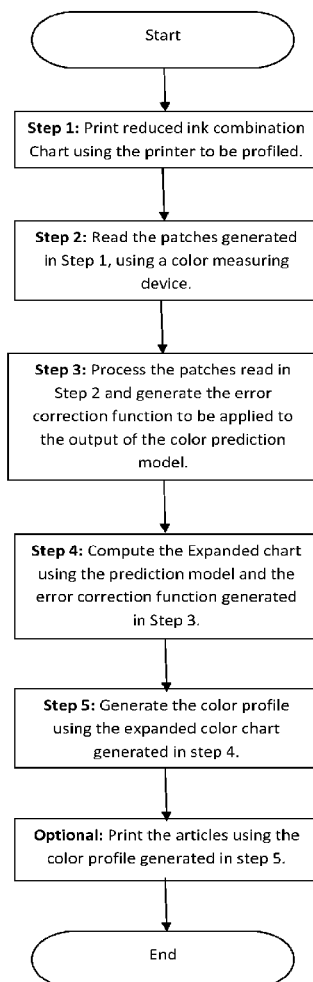 Start
Step 1: Print reduced ink combination
Chart using the printer to be profiled.
Step 2: Read the patches generated
in Step 1, using a color measuring
device.
Step 3: Process the patches read in
Step 2 and generate the error
correction function to be applied to
the output of the color prediction
model.
Step 4: Compute the Expanded chart
using the prediction model and the
error correction function generated
in Step 3.
Step 5: Generate the color profile
using the expanded color chart
generated in step 4.
Optional: Print the articles using the
color profile generated in step 5.
End